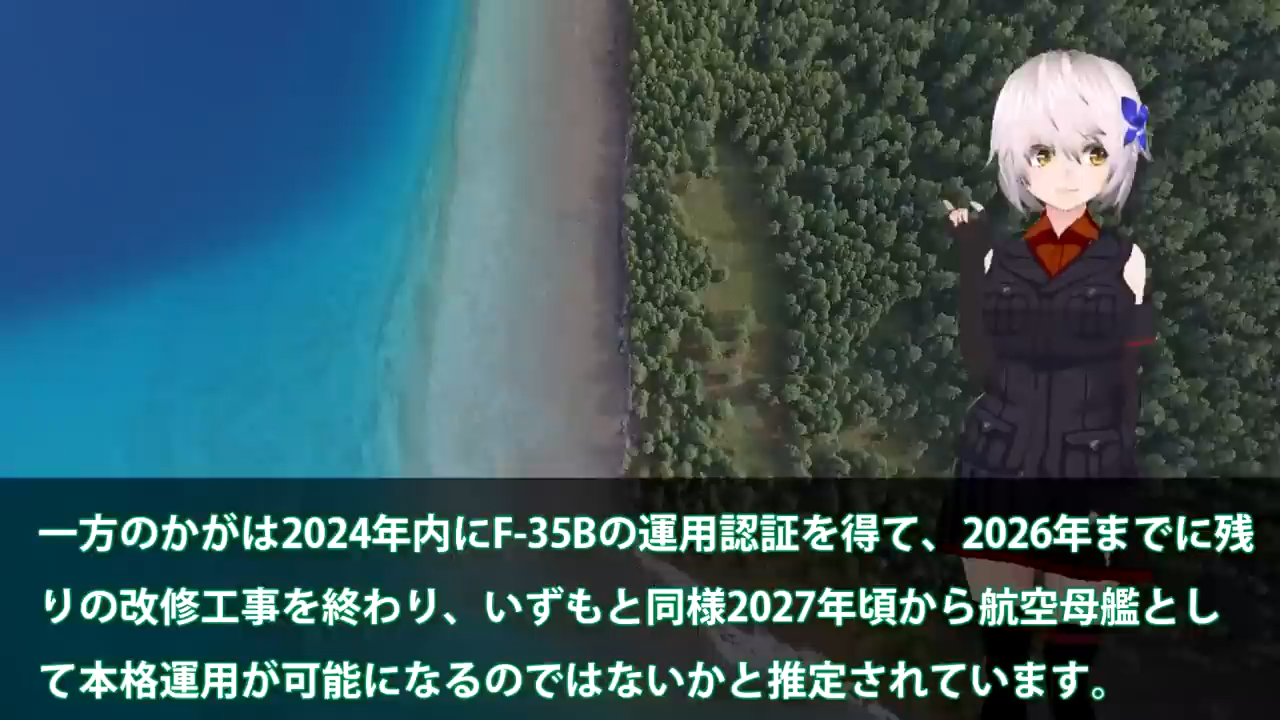 一方のかがは2024年内にF-35Bの運用認証を得て、2026年までに残
りの改修工事を終わり、いずもと同様2027年頃から航空母艦とし
て本格運用が可能になるのではないかと推定されています。